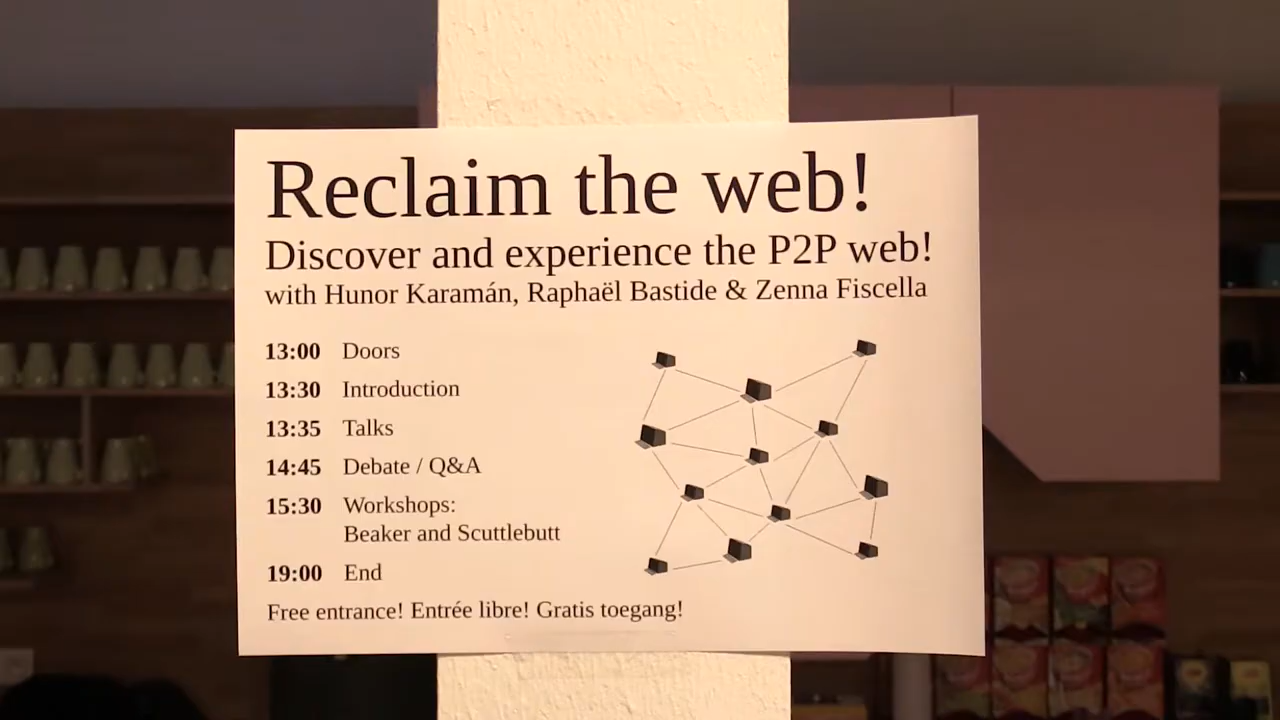 Reclaim the web!
Discover and experience the P2P web!
with Hunor Karamán, Raphaël Bastide & Zenna Fiscella
13:00 Doors
13:30 Introduction
13:35 Talks
14:45 Debate / Q&A
15:30 Workshops:
Beaker and Scuttlebutt
19:00 End
Free entrance! Entrée libre! Gratis toegang!